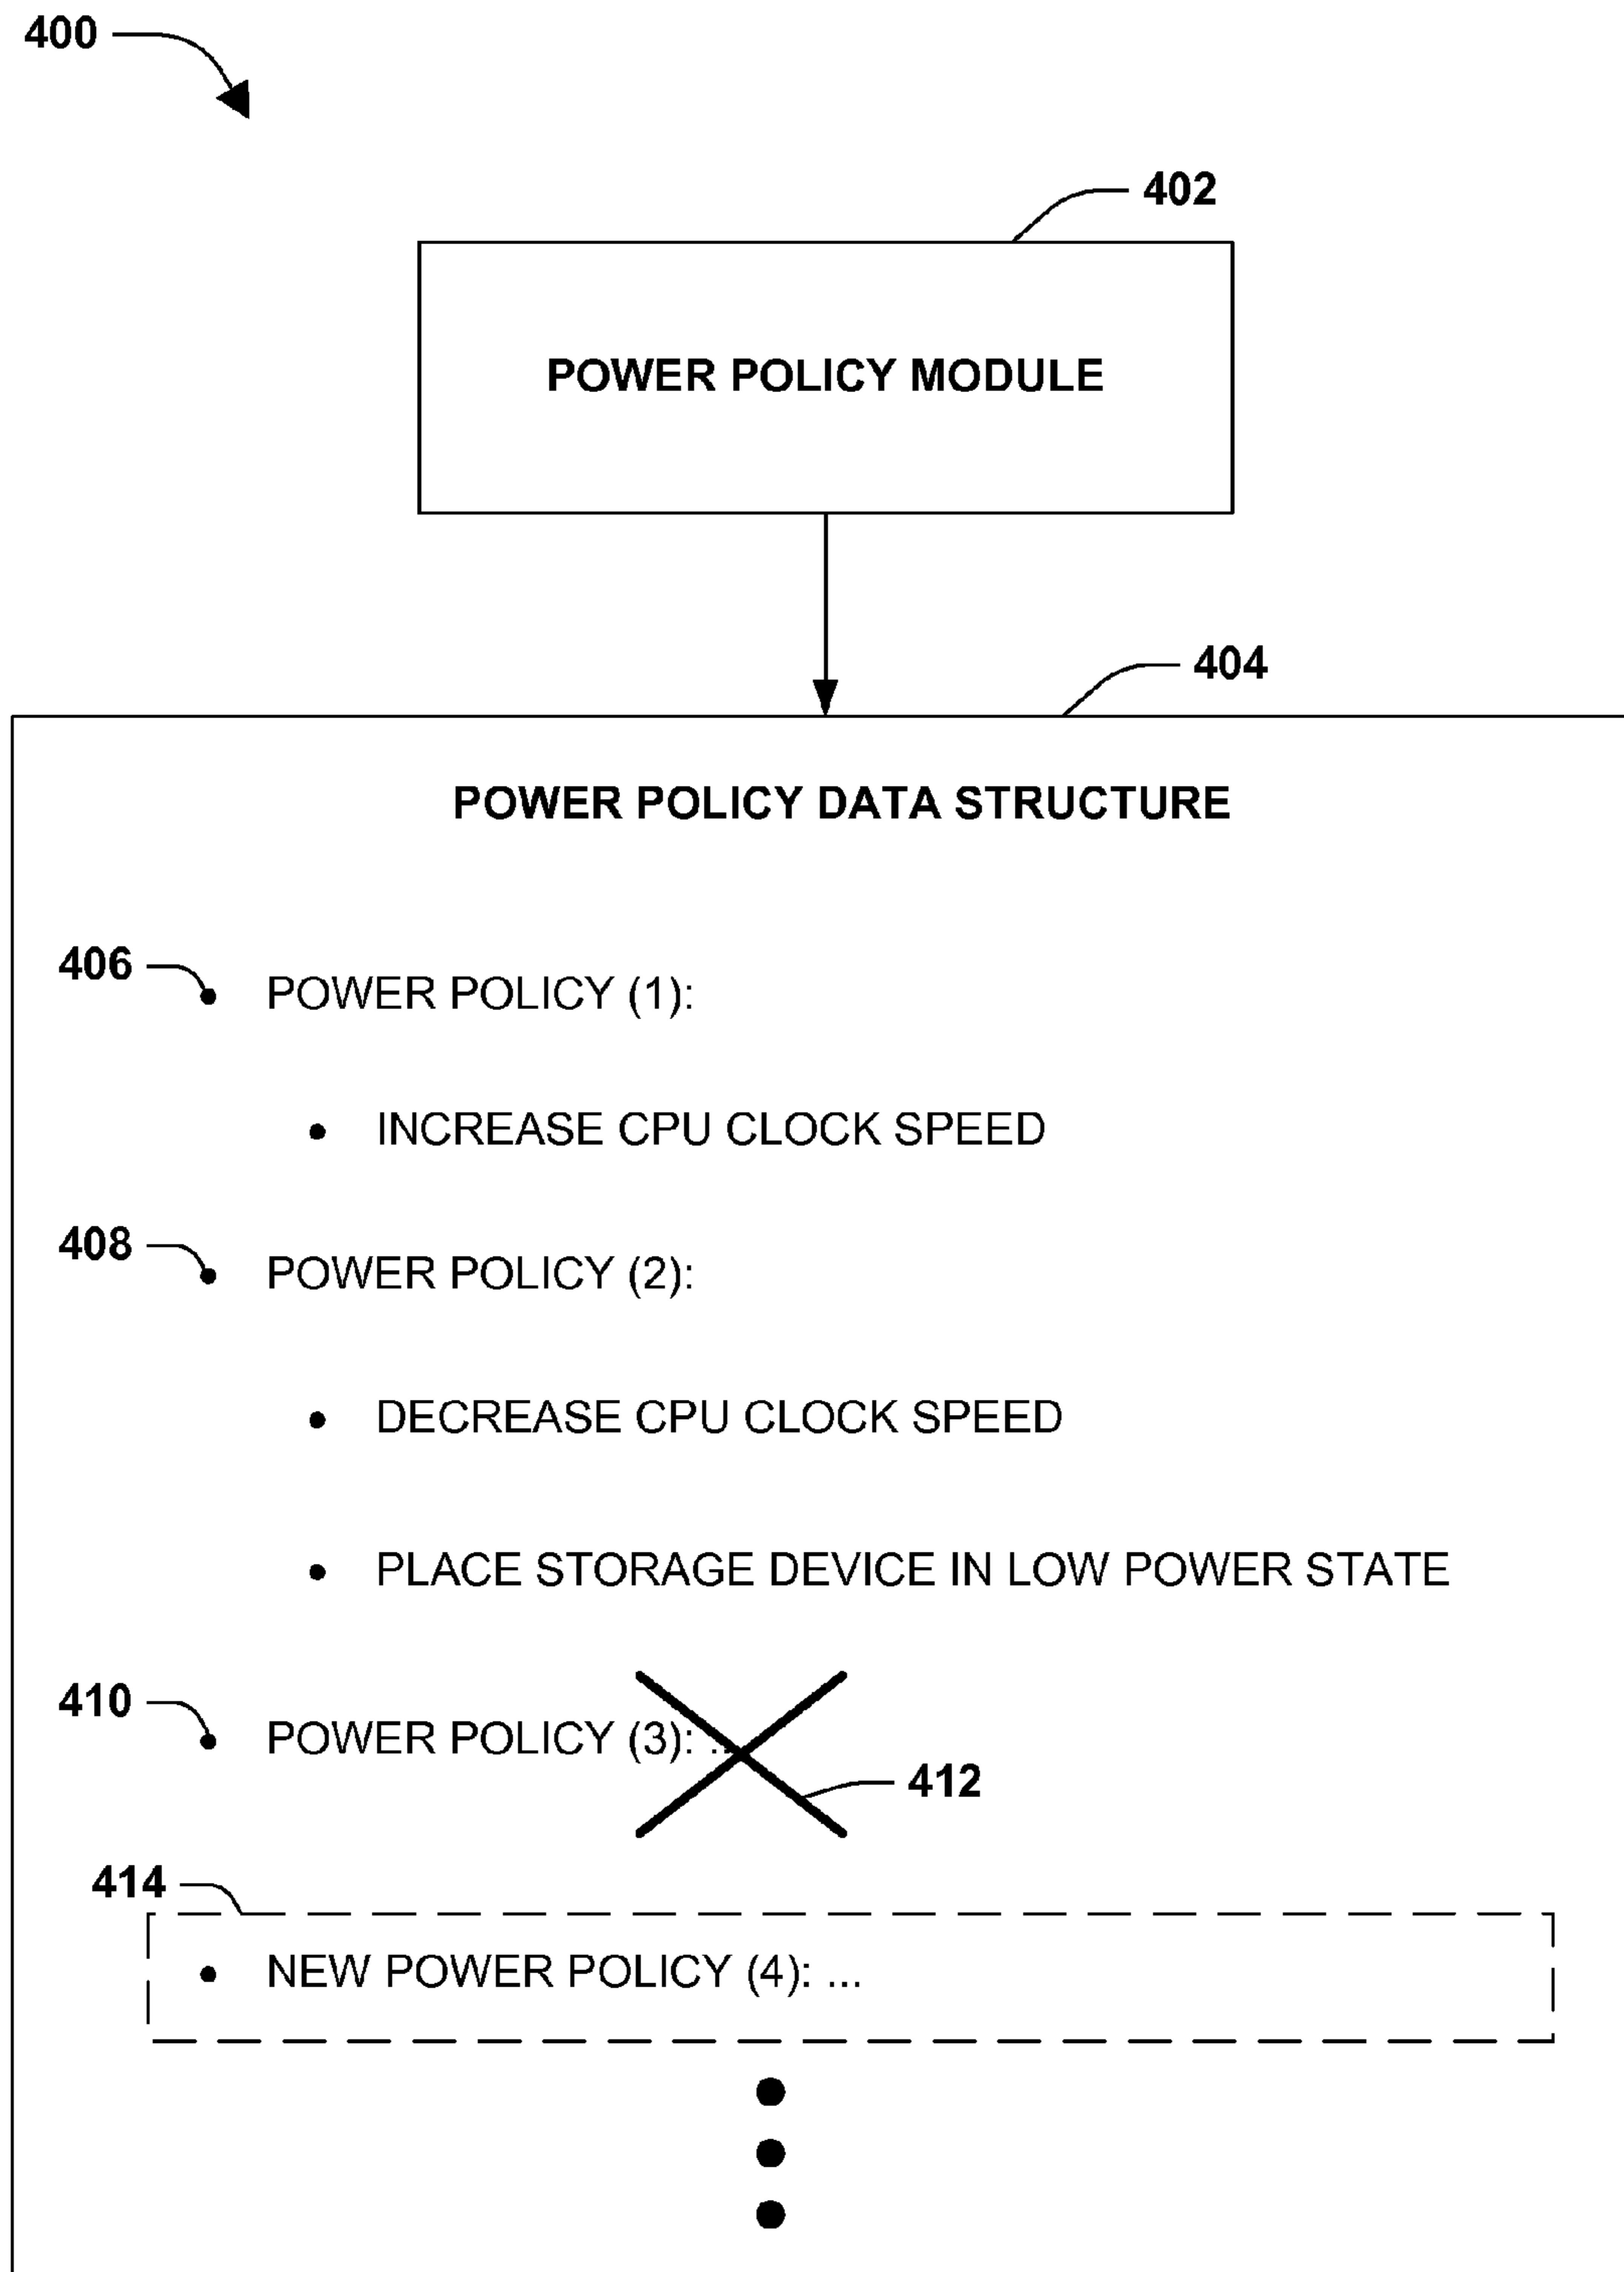 400
402
POWER POLICY MODULE
404
POWER POLICY DATA STRUCTURE
406
• POWER POLICY (1):
• INCREASE CPU CLOCK SPEED
408
• POWER POLICY (2):
• DECREASE CPU CLOCK SPEED
• PLACE STORAGE DEVICE IN LOW POWER STATE
410
• POWER POLICY (3): ...
412
414
• NEW POWER POLICY (4): ...